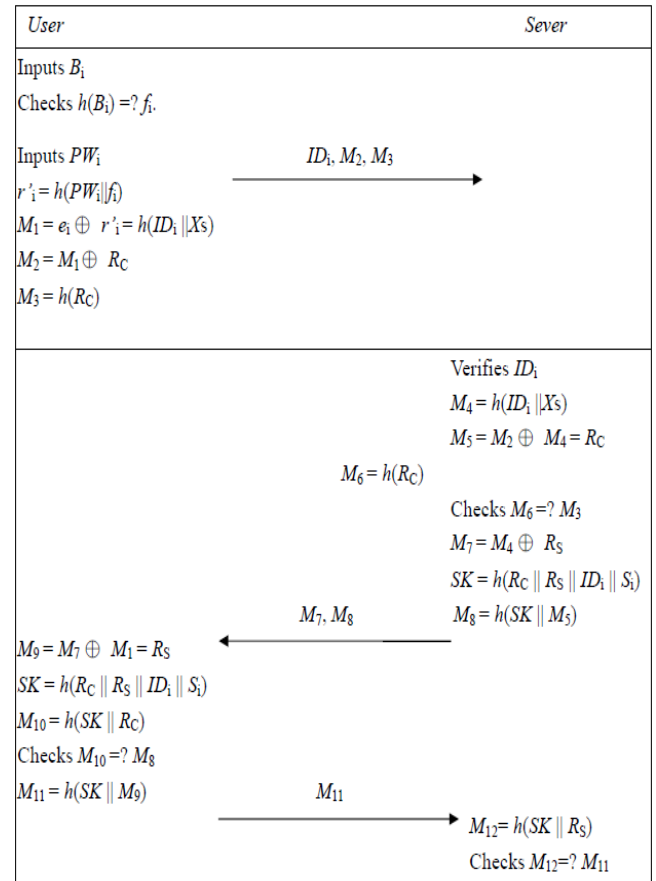 User Sever
Inputs Bi
Checks h(Bi) =? fi.
Inputs PWi
IDi, M2, M3
r'i = h(PWi||fi)
M1 = ei ⊕ r'i = h(IDi ||Xs)
M2 = M1 ⊕ RC
M3 = h(RC)
Verifies IDi
M4 = h(IDi ||Xs)
M5 = M2 ⊕ M4 = RC
M6 = h(RC)
Checks M6 =? M3
M7 = M4 ⊕ RS
SK = h(RC || RS || IDi || Si)
M7, M8
M8 = h(SK || M5)
M9 = M7 ⊕ M1 = RS
SK = h(RC || RS || IDi || Si)
M10 = h(SK || RC)
Checks M10 =? M8
M11 = h(SK || M9)
M11
M12= h(SK || RS)
Checks M12=? M11